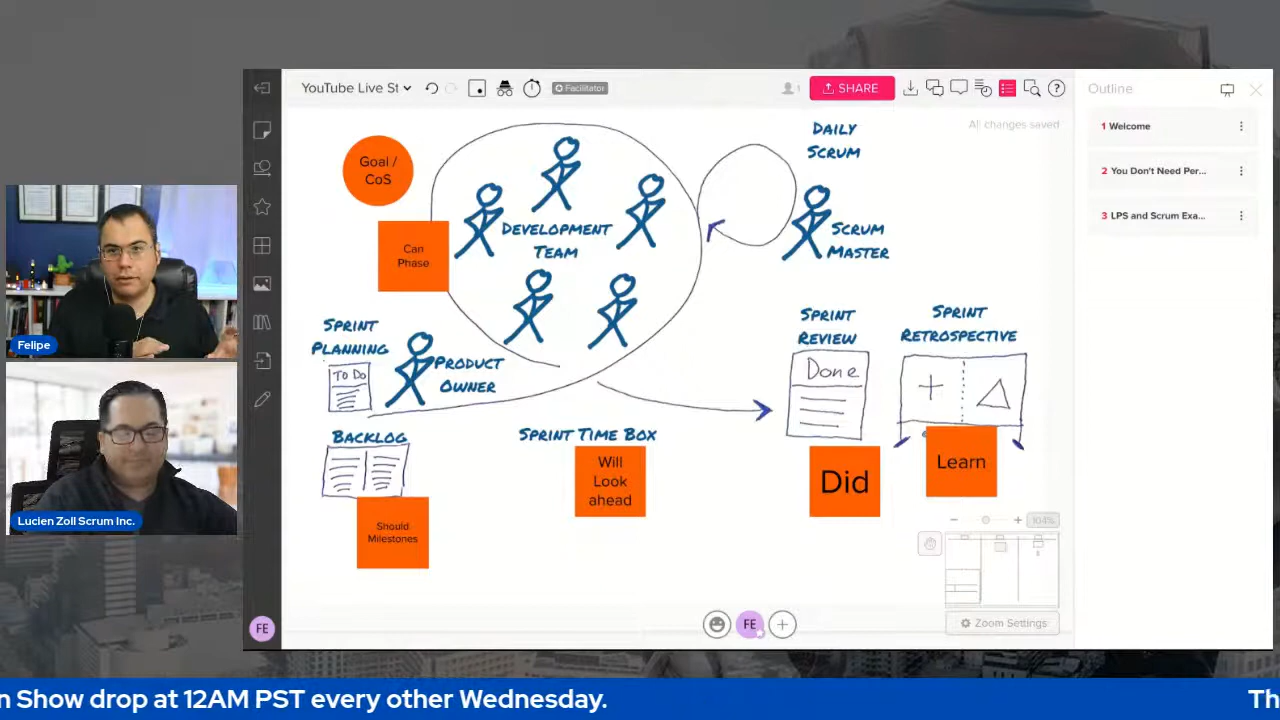 YouTube Live St
Facilitator
1
SHARE
?
Outline
All changes saved
1 Welcome
2 You Don't Need Per...
3 LPS and Scrum Exa...
Goal /
CoS
Can
Phase
DEVELOPMENT
TEAM
DAILY
SCRUM
SCRUM
MASTER
SPRINT
PLANNING
To Do
PRODUCT
OWNER
BACKLOG
Should
Milestones
SPRINT TIME BOX
Will
Look
ahead
SPRINT
REVIEW
Done
Did
SPRINT
RETROSPECTIVE
+
Learn
104%
Zoom Settings
FE
FE
Felipe
Lucien Zoll Scrum Inc.
n Show drop at 12AM PST every other Wednesday.
Th